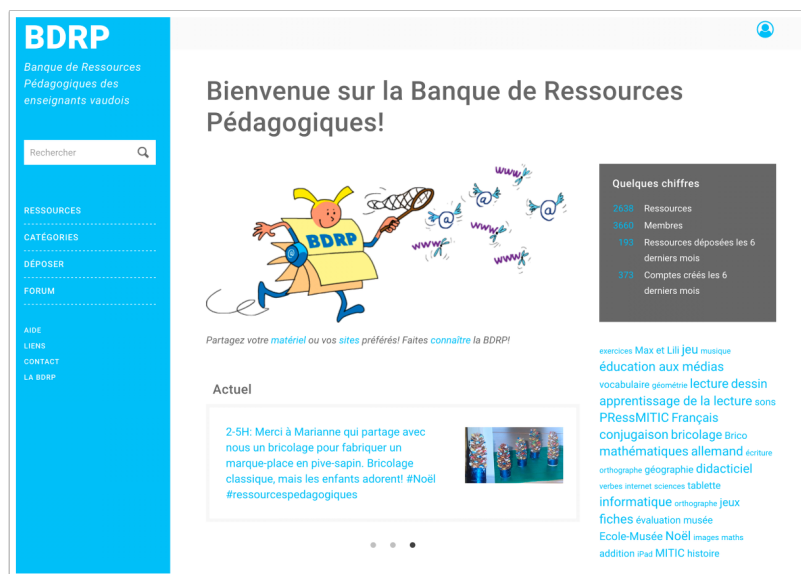 BDRP
Banque de Ressources
Pédagogiques des
enseignants vaudois
Rechercher
RESSOURCES
CATÉGORIES
DÉPOSER
FORUM
AIDE
LIENS
CONTACT
LA BDRP
Bienvenue sur la Banque de Ressources
Pédagogiques!
BDRP
www
www
www
www
@
@
@
Partagez votre matériel ou vos sites préférés! Faites connaître la BDRP!
Actuel
2-5H: Merci à Marianne qui partage avec
nous un bricolage pour fabriquer un
marque-place en pive-sapin. Bricolage
classique, mais les enfants adorent! #Noël
#ressourcespedagogiques
Quelques chiffres
2638 Ressources
3660 Membres
193 Ressources déposées les 6
derniers mois
373 Comptes créés les 6
derniers mois
exercices Max et Lili jeu musique
éducation aux médias
vocabulaire géométrie lecture dessin
apprentissage de la lecture sons
PRessMITIC Français
conjugaison bricolage Brico
mathématiques allemand écriture
orthographe géographie didacticiel
verbes internet sciences tablette
informatique orthographe jeux
fiches évaluation musée
Ecole-Musée Noël images maths
addition iPad MITIC histoire